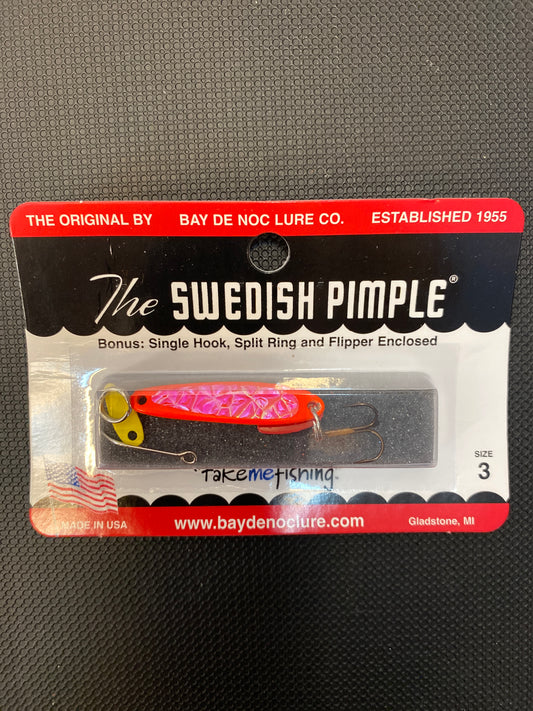 THE ORIGINAL BY BAY DE NOC LURE CO. ESTABLISHED 1955
The SWEDISH PIMPLE®
Bonus: Single Hook, Split Ring and Flipper Enclosed
SIZE
3
Takemefishing
MADE IN USA www.baydenoclure.com Gladstone, MI